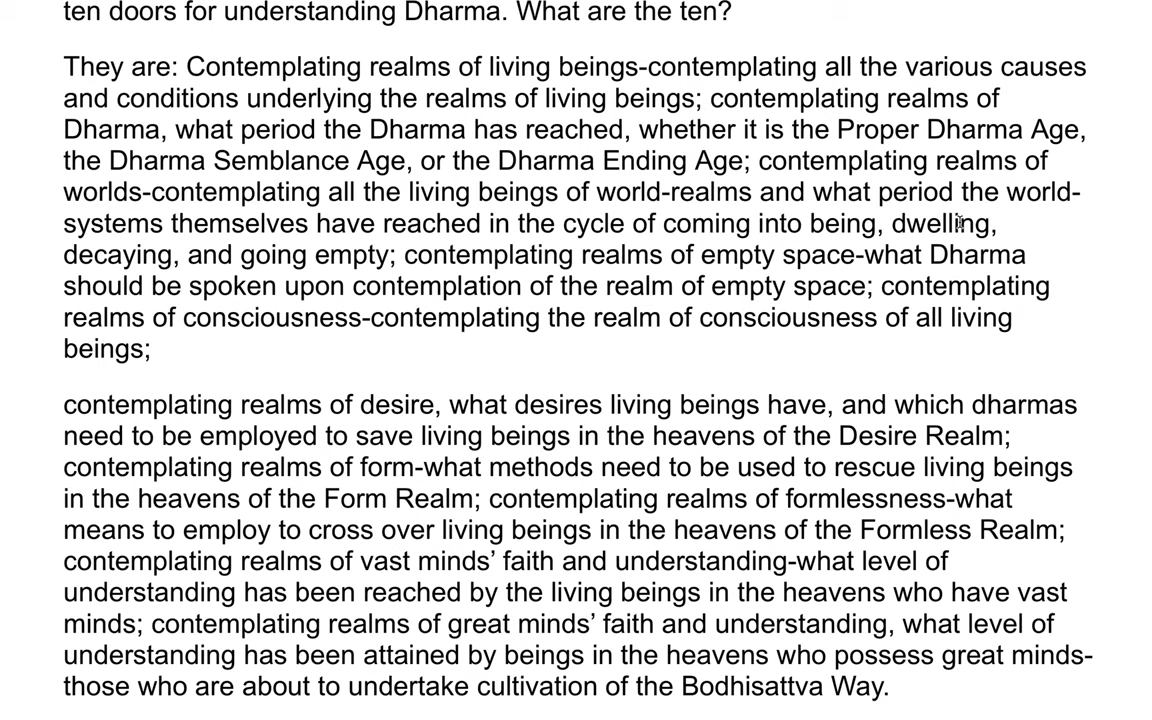 ten doors for understanding Dharma. What are the ten?
They are: Contemplating realms of living beings-contemplating all the various causes
and conditions underlying the realms of living beings; contemplating realms of
Dharma, what period the Dharma has reached, whether it is the Proper Dharma Age,
the Dharma Semblance Age, or the Dharma Ending Age; contemplating realms of
worlds-contemplating all the living beings of world-realms and what period the world-
systems themselves have reached in the cycle of coming into being, dwelling,
decaying, and going empty; contemplating realms of empty space-what Dharma
should be spoken upon contemplation of the realm of empty space; contemplating
realms of consciousness-contemplating the realm of consciousness of all living
beings;
contemplating realms of desire, what desires living beings have, and which dharmas
need to be employed to save living beings in the heavens of the Desire Realm;
contemplating realms of form-what methods need to be used to rescue living beings
in the heavens of the Form Realm; contemplating realms of formlessness-what
means to employ to cross over living beings in the heavens of the Formless Realm;
contemplating realms of vast minds’ faith and understanding-what level of
understanding has been reached by the living beings in the heavens who have vast
minds; contemplating realms of great minds’ faith and understanding, what level of
understanding has been attained by beings in the heavens who possess great minds-
those who are about to undertake cultivation of the Bodhisattva Way.